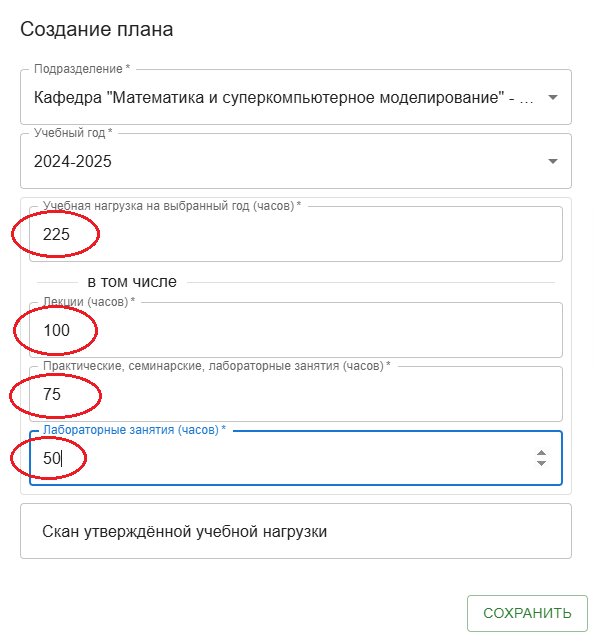 Создание плана
Подразделение *
Кафедра "Математика и суперкомпьютерное моделирование" - ...
Учебный год *
2024-2025
Учебная нагрузка на выбранный год (часов) *
225
в том числе
Лекции (часов) *
100
Практические, семинарские, лабораторные занятия (часов) *
75
Лабораторные занятия (часов) *
50
Скан утверждённой учебной нагрузки
СОХРАНИТЬ